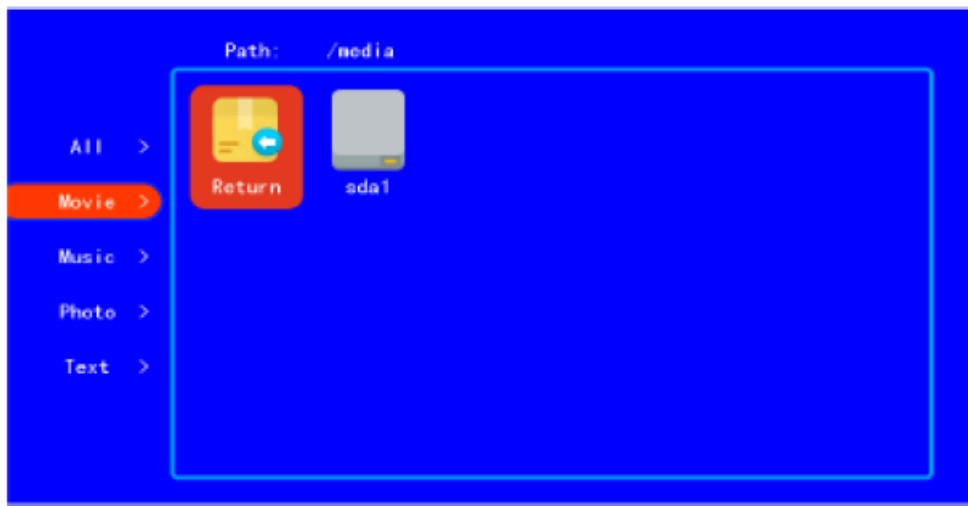 Path: /media
All >
Movie >
Music >
Photo >
Text >
Return
sda1